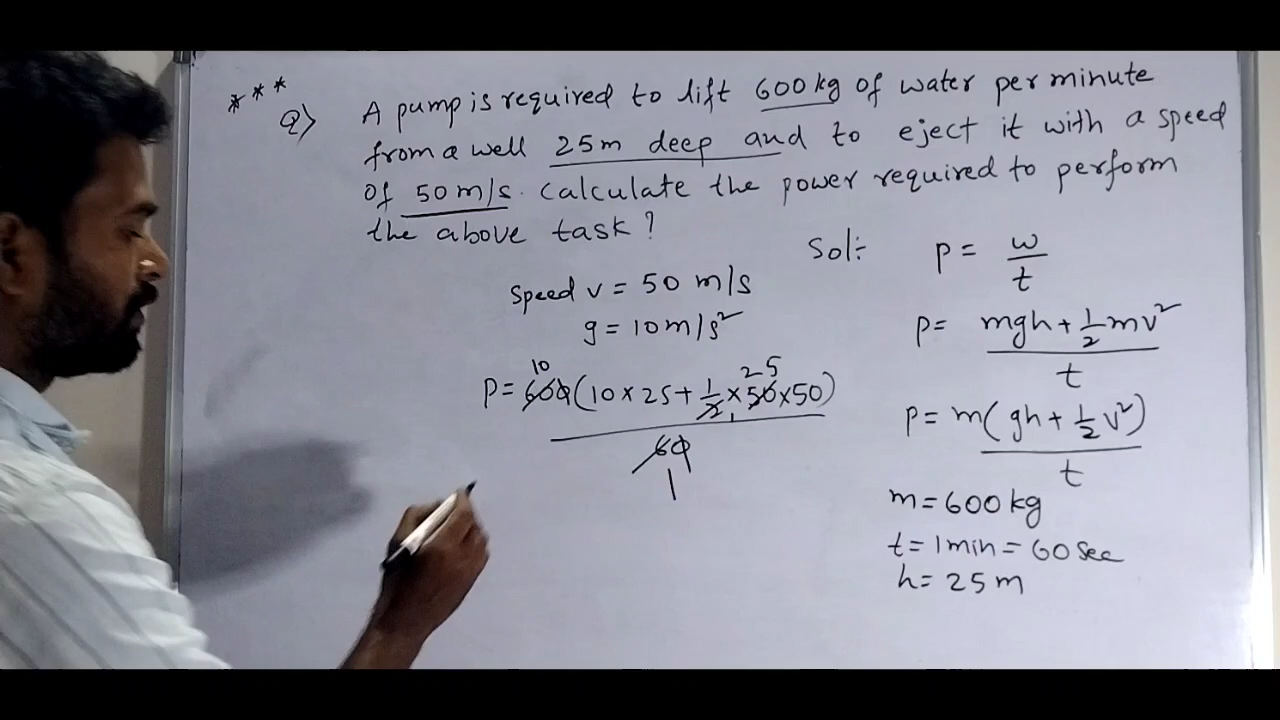 ***
Q) A pump is required to lift 600 kg of water per minute
from a well 25m deep and to eject it with a speed
of 50 m/s. Calculate the power required to perform
the above task?
Sol:-
P = w/t
Speed v = 50 m/s
g = 10 m/s²
P = (mgh + 1/2 mv²)/t
10 25
P = 600(10 × 25 + 1/2 × 50 × 50)
1
60
1
P = m(gh + 1/2 v²)/t
m = 600 kg
t = 1 min = 60 Sec
h = 25 m